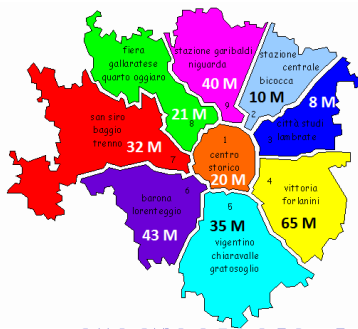 fiera
gallaratese
quarto oggiaro
21 M
8
stazione garibaldi
niguarda
40 M
9
stazione
centrale
bicocca
10 M
2
8 M
città studi
lambrate
3
san siro
baggio
trenno
32 M
7
1
centro
storico
20 M
4
vittoria
forlanini
65 M
6
barona
lorenteggio
43 M
5
35 M
vigentino
chiaravalle
gratosoglio